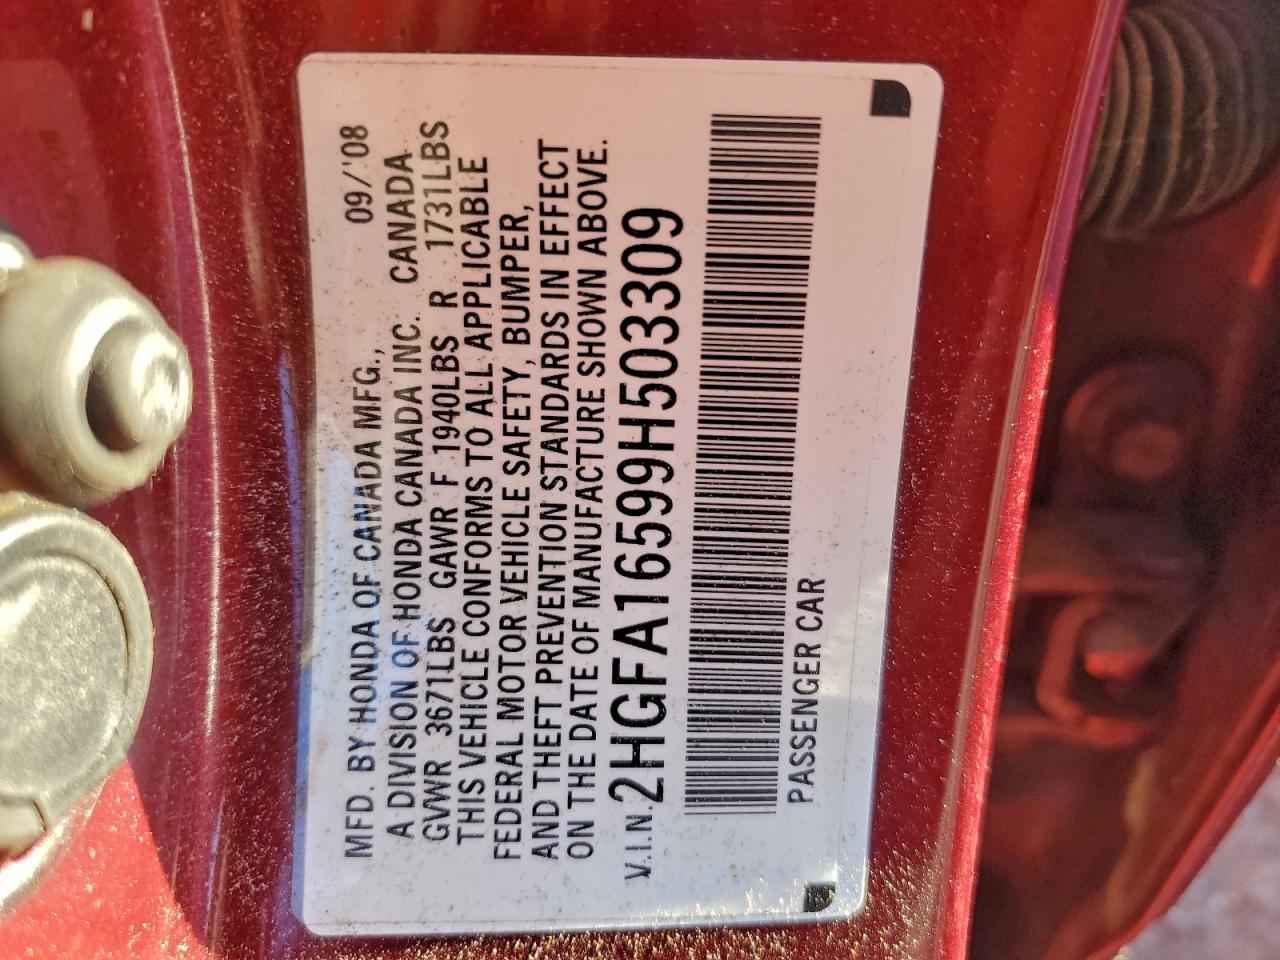 MFD. BY HONDA OF CANADA MFG., 09/'08
A DIVISION OF HONDA CANADA INC. CANADA
GVWR 3671LBS GAWR F 1940LBS R 1731LBS
THIS VEHICLE CONFORMS TO ALL APPLICABLE
FEDERAL MOTOR VEHICLE SAFETY, BUMPER,
AND THEFT PREVENTION STANDARDS IN EFFECT
ON THE DATE OF MANUFACTURE SHOWN ABOVE.
V.I.N. 2HGFA16599H503309
PASSENGER CAR